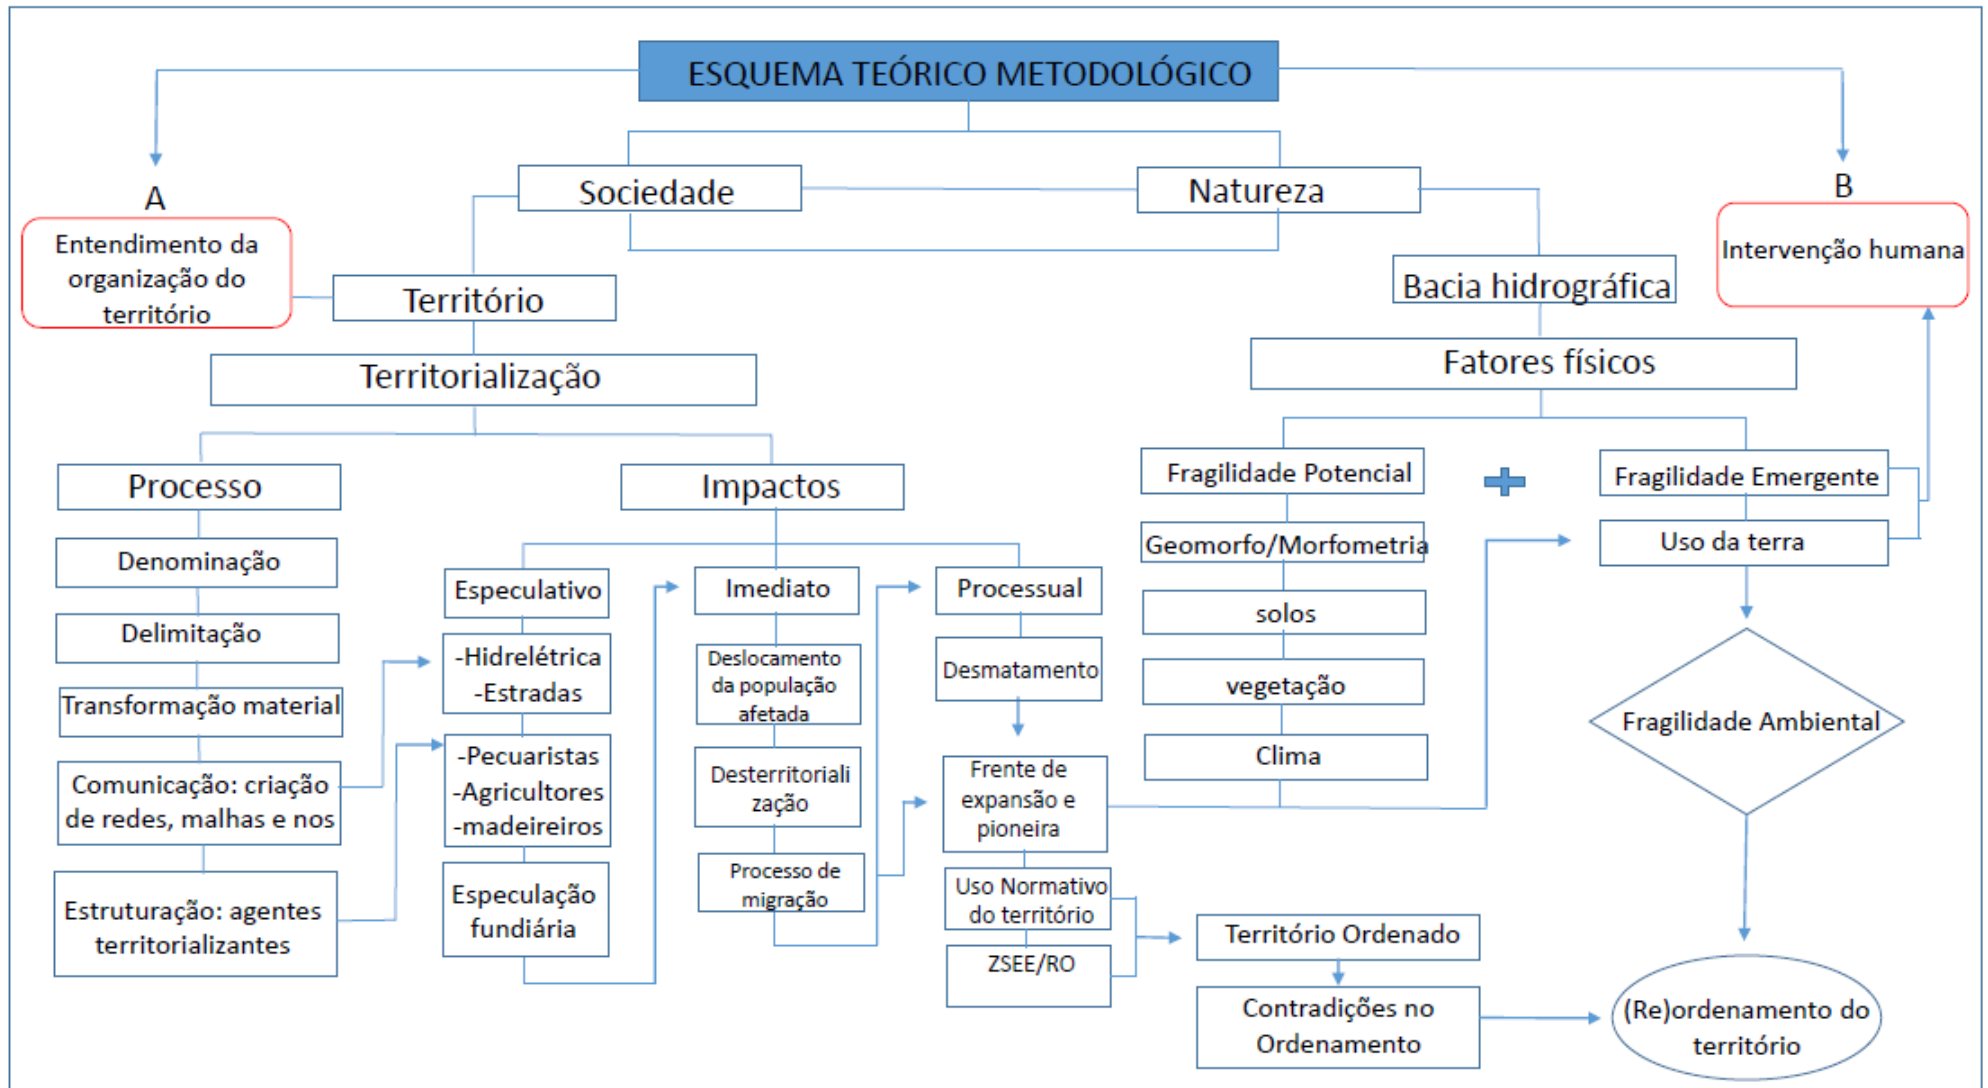 ESQUEMA TEÓRICO METODOLÓGICO
A
Entendimento da
organização do
território
Sociedade
Natureza
B
Intervenção humana
Território
Bacia hidrográfica
Territorialização
Fatores físicos
Processo
Denominação
Delimitação
Transformação material
Comunicação: criação
de redes, malhas e nos
Estruturação: agentes
territorializantes
Impactos
Especulativo
-Hidrelétrica
-Estradas
-Pecuaristas
-Agricultores
-madeireiros
Especulação
fundiária
Imediato
Deslocamento
da população
afetada
Desterritoriali
zação
Processo de
migração
Processual
Desmatamento
Frente de
expansão e
pioneira
Uso Normativo
do território
ZSEE/RO
Fragilidade Potencial
Geomorfo/Morfometria
solos
vegetação
Clima
Fragilidade Emergente
Uso da terra
Fragilidade Ambiental
Território Ordenado
Contradições no
Ordenamento
(Re)ordenamento do
território